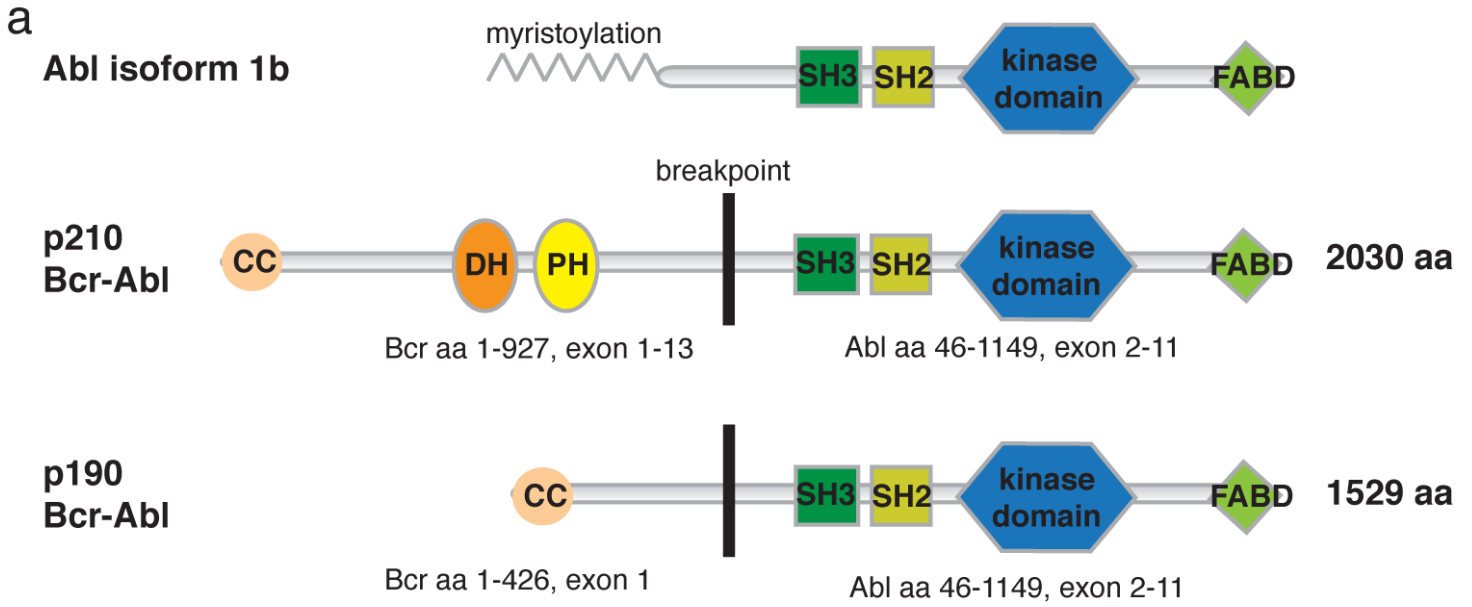 a
myristoylation
Abl isoform 1b
SH3 SH2 kinase domain FABD
breakpoint
p210
Bcr-Abl
CC DH PH SH3 SH2 kinase domain FABD 2030 aa
Bcr aa 1-927, exon 1-13 Abl aa 46-1149, exon 2-11
p190
Bcr-Abl
CC SH3 SH2 kinase domain FABD 1529 aa
Bcr aa 1-426, exon 1 Abl aa 46-1149, exon 2-11